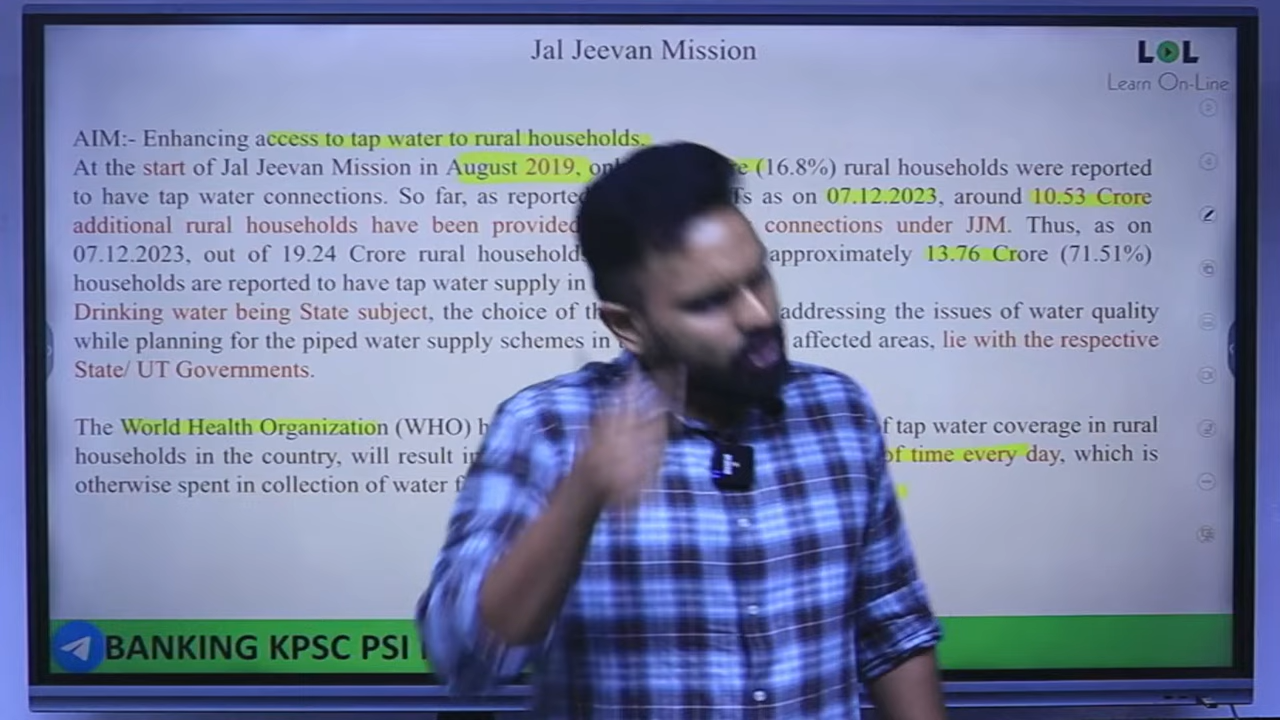 Jal Jeevan Mission
LOL
Learn On-Line
AIM:- Enhancing access to tap water to rural households.
At the start of Jal Jeevan Mission in August 2019, (16.8%) rural households were reported
to have tap water connections. So far, as reported as on 07.12.2023, around 10.53 Crore
additional rural households have been provided connections under JJM. Thus, as on
07.12.2023, out of 19.24 Crore rural households approximately 13.76 Crore (71.51%)
households are reported to have tap water supply in
Drinking water being State subject, the choice of addressing the issues of water quality
while planning for the piped water supply schemes in affected areas, lie with the respective
State/ UT Governments.
The World Health Organization (WHO) of tap water coverage in rural
households in the country, will result of time every day, which is
otherwise spent in collection of water
BANKING KPSC PSI